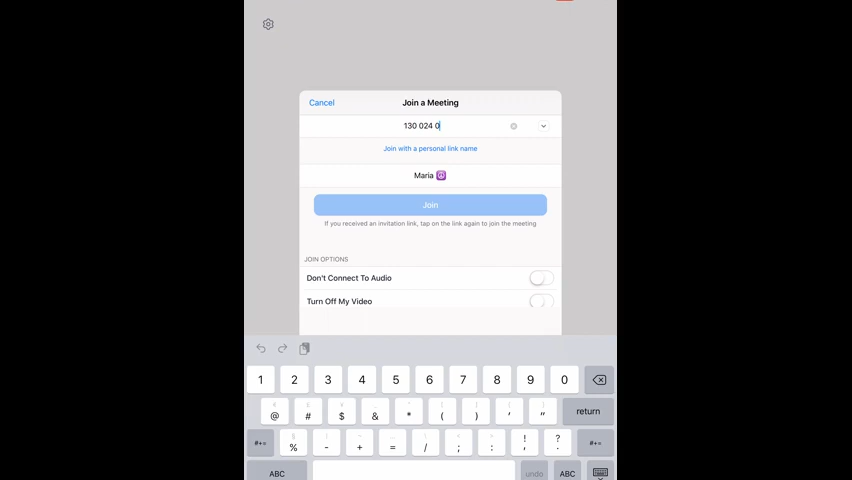 Cancel Join a Meeting
130 024 0
Join with a personal link name
Maria ☮️
Join
If you received an invitation link, tap on the link again to join the meeting
JOIN OPTIONS
Don't Connect To Audio
Turn Off My Video
1 2 3 4 5 6 7 8 9 0
@ # $ & * ( ) ' "
return
#+= % - + = / ; : ! , ? . #+=
ABC undo ABC